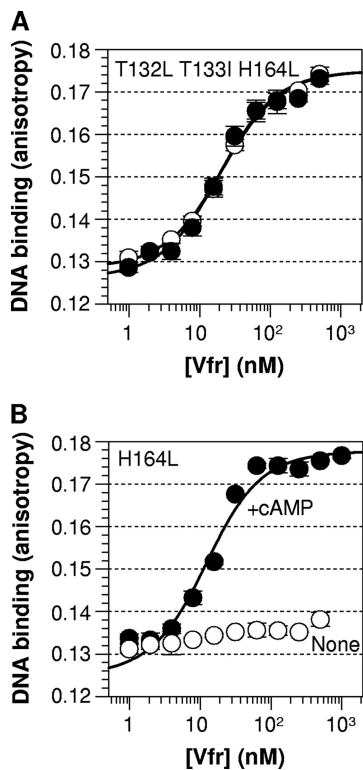 A
T132L T133I H164L
DNA binding (anisotropy)
0.18
0.17
0.16
0.15
0.14
0.13
0.12
1 10 10² 10³
[Vfr] (nM)
B
H164L
DNA binding (anisotropy)
0.18
0.17
0.16
0.15
0.14
0.13
0.12
+cAMP
None
1 10 10² 10³
[Vfr] (nM)